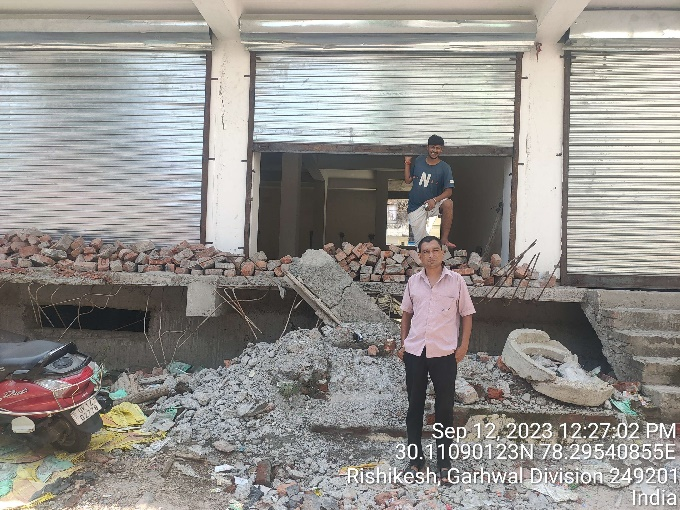 N
Sep 12, 2023 12:27:02 PM
30.11090123N 78.29540855E
Rishikesh, Garhwal Division 249201
India